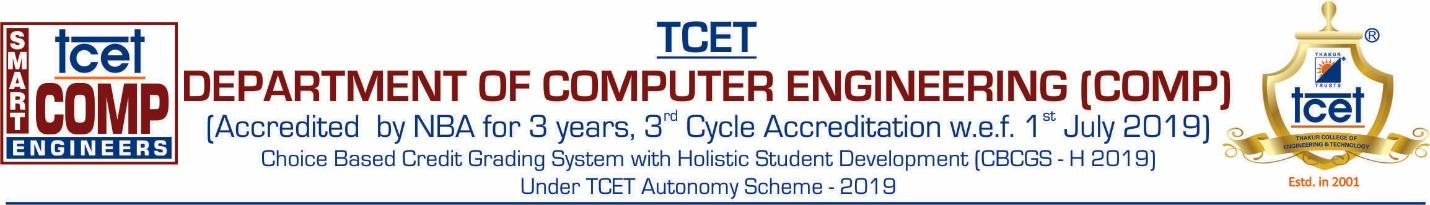 SMART
tcet
COMP
ENGINEERS
TCET
DEPARTMENT OF COMPUTER ENGINEERING (COMP)
(Accredited by NBA for 3 years, 3rd Cycle Accreditation w.e.f. 1st July 2019)
Choice Based Credit Grading System with Holistic Student Development (CBCGS - H 2019)
Under TCET Autonomy Scheme - 2019
®
THAKUR
TRUSTS
tcet
THAKUR COLLEGE OF
ENGINEERING & TECHNOLOGY
Estd. in 2001